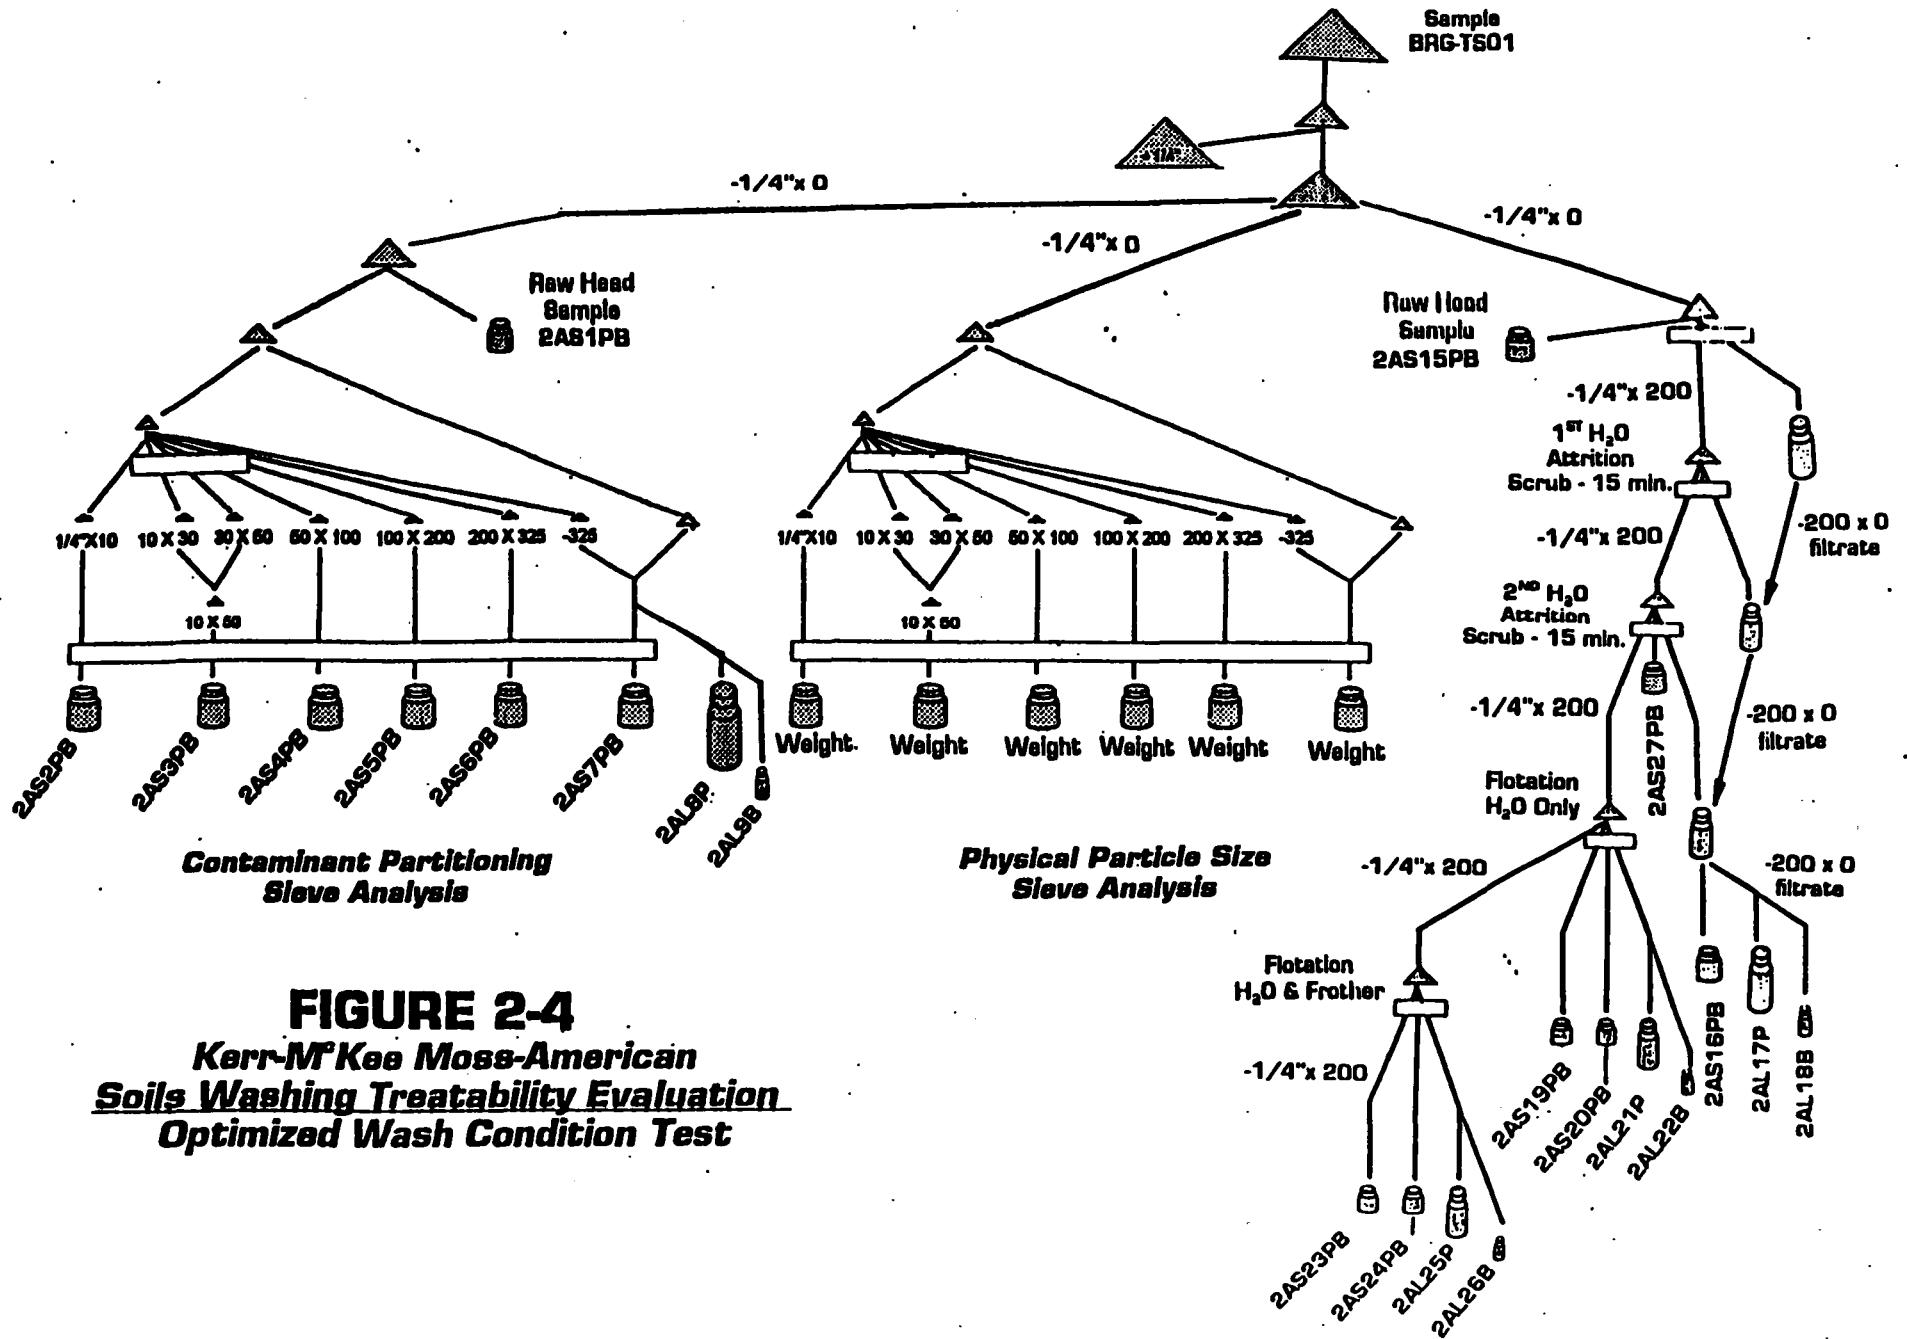 Sample
BRG-TS01
-1/4"x 0
-1/4"x 0
-1/4"x 0
Raw Head
Sample
2AS1PB
Raw Head
Sample
2AS15PB
-1/4"x 200
1ST H2O
Attrition
Scrub - 15 min.
-200 x 0
filtrate
-1/4"x 200
1/4"X10
10 X 30
30 X 50
50 X 100
100 X 200
200 X 325
-325
1/4"X10
10 X 30
30 X 50
50 X 100
100 X 200
200 X 325
-325
10 X 50
10 X 50
2ND H2O
Attrition
Scrub - 15 min.
-1/4"x 200
2AS27PB
-200 x 0
filtrate
2AS2PB
2AS3PB
2AS4PB
2AS5PB
2AS6PB
2AS7PB
2AL8P
2AL9B
Weight.
Weight
Weight
Weight
Weight
Weight
Flotation
H2O Only
Contaminant Partitioning
Sieve Analysis
Physical Particle Size
Sieve Analysis
-1/4"x 200
-200 x 0
filtrate
Flotation
H2O & Frother
-1/4"x 200
2AS19PB
2AS20PB
2AL21P
2AL22B
2AS16PB
2AL17P
2AL18B
2AS23PB
2AS24PB
2AL25P
2AL26B
FIGURE 2-4
Kerr-McKee Moss-American
Soils Washing Treatability Evaluation
Optimized Wash Condition Test